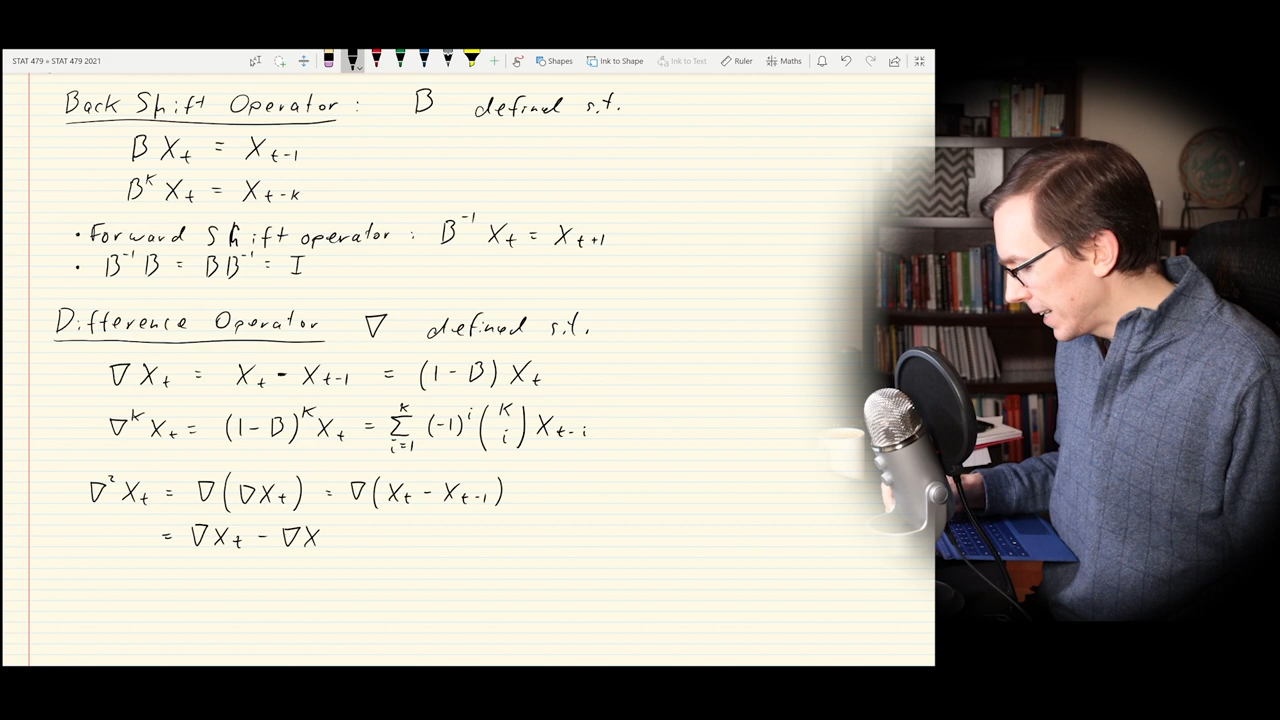 STAT 479 » STAT 479 2021
Shapes Ink to Shape Ink to Text Ruler Maths
Back Shift Operator : B defined s.t.
B X_t = X_{t-1}
B^K X_t = X_{t-K}
• Forward Shift operator : B^{-1} X_t = X_{t+1}
• B^{-1} B = B B^{-1} = I
Difference Operator ∇ defined s.t.
∇ X_t = X_t - X_{t-1} = (1 - B) X_t
∇^K X_t = (1 - B)^K X_t = ∑_{i=1}^{K} (-1)^i (K i) X_{t-i}
∇² X_t = ∇(∇X_t) = ∇(X_t - X_{t-1})
= ∇X_t - ∇X